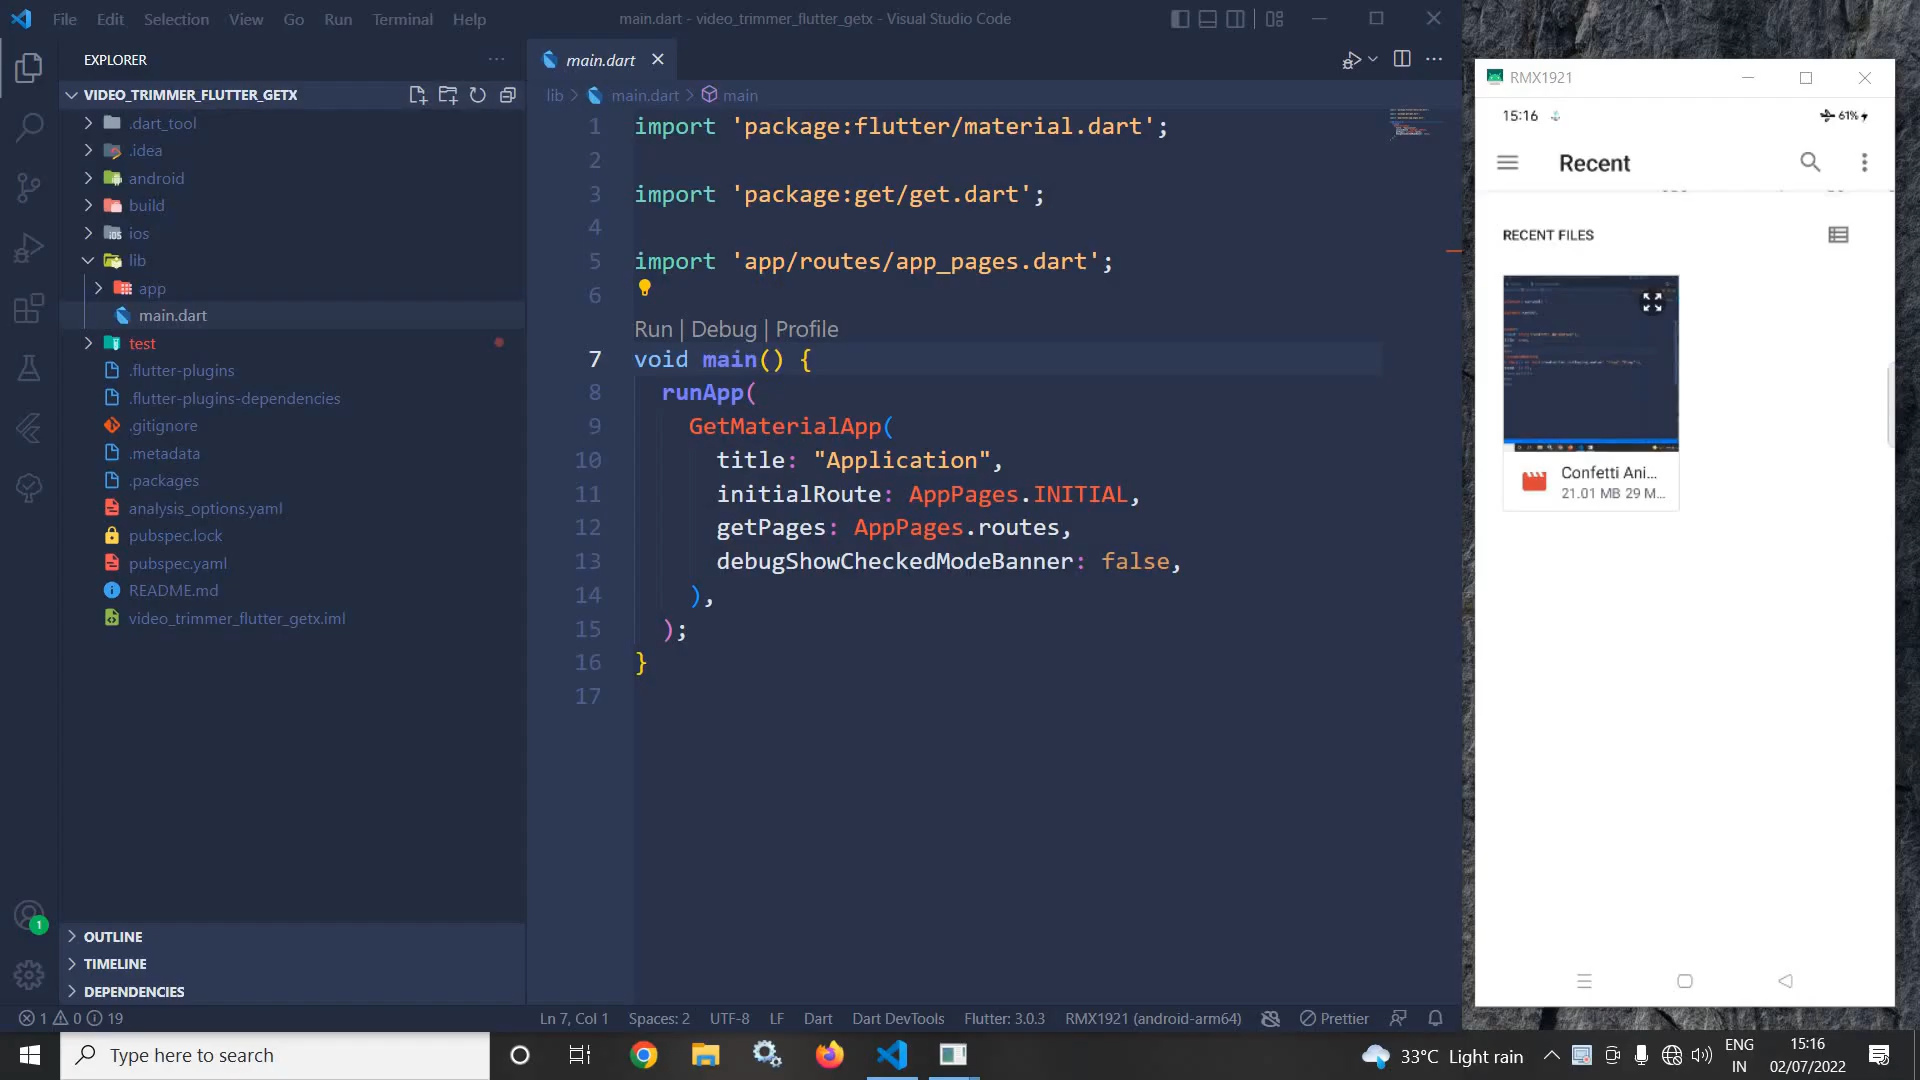 File Edit Selection View Go Run Terminal Help
main.dart - video_trimmer_flutter_getx - Visual Studio Code
EXPLORER
VIDEO_TRIMMER_FLUTTER_GETX
.dart_tool
.idea
android
build
ios
lib
app
main.dart
test
.flutter-plugins
.flutter-plugins-dependencies
.gitignore
.metadata
.packages
analysis_options.yaml
pubspec.lock
pubspec.yaml
README.md
video_trimmer_flutter_getx.iml
OUTLINE
TIMELINE
DEPENDENCIES
main.dart
lib > main.dart > main
1 import 'package:flutter/material.dart';
2
3 import 'package:get/get.dart';
4
5 import 'app/routes/app_pages.dart';
6
Run | Debug | Profile
7 void main() {
8 runApp(
9 GetMaterialApp(
10 title: "Application",
11 initialRoute: AppPages.INITIAL,
12 getPages: AppPages.routes,
13 debugShowCheckedModeBanner: false,
14 ),
15 );
16 }
17
RMX1921
15:16 61%
Recent
RECENT FILES
Confetti Ani...
21.01 MB 29 M...
1
1 0 19
Ln 7, Col 1 Spaces: 2 UTF-8 LF Dart Dart DevTools Flutter: 3.0.3 RMX1921 (android-arm64) Prettier
Type here to search
33°C Light rain
ENG
IN
15:16
02/07/2022